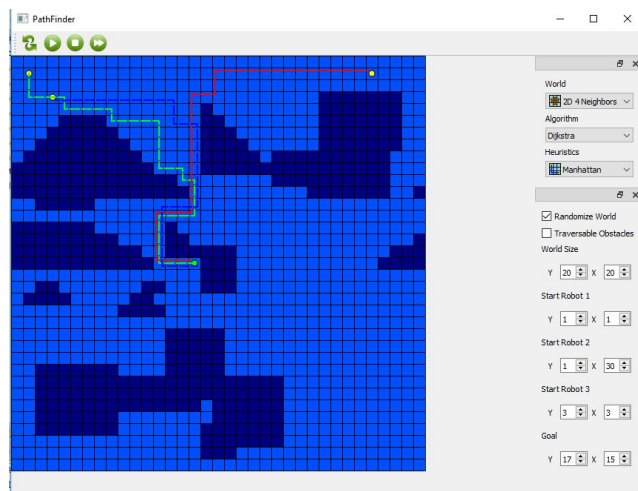 PathFinder
World
2D 4 Neighbors
Algorithm
Dijkstra
Heuristics
Manhattan
Randomize World
Traversable Obstacles
World Size
Y 20 X 20
Start Robot 1
Y 1 X 1
Start Robot 2
Y 1 X 30
Start Robot 3
Y 3 X 3
Goal
Y 17 X 15